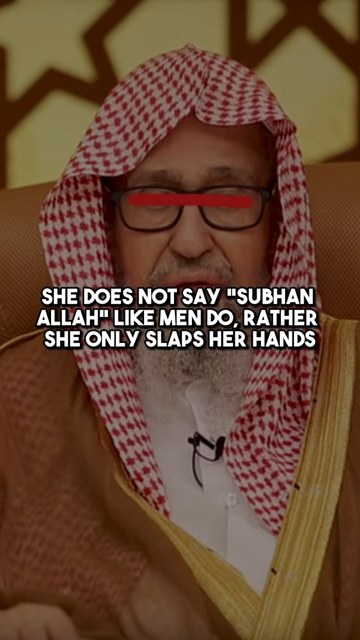 SHE DOES NOT SAY "SUBHAN
ALLAH" LIKE MEN DO, RATHER
SHE ONLY SLAPS HER HANDS